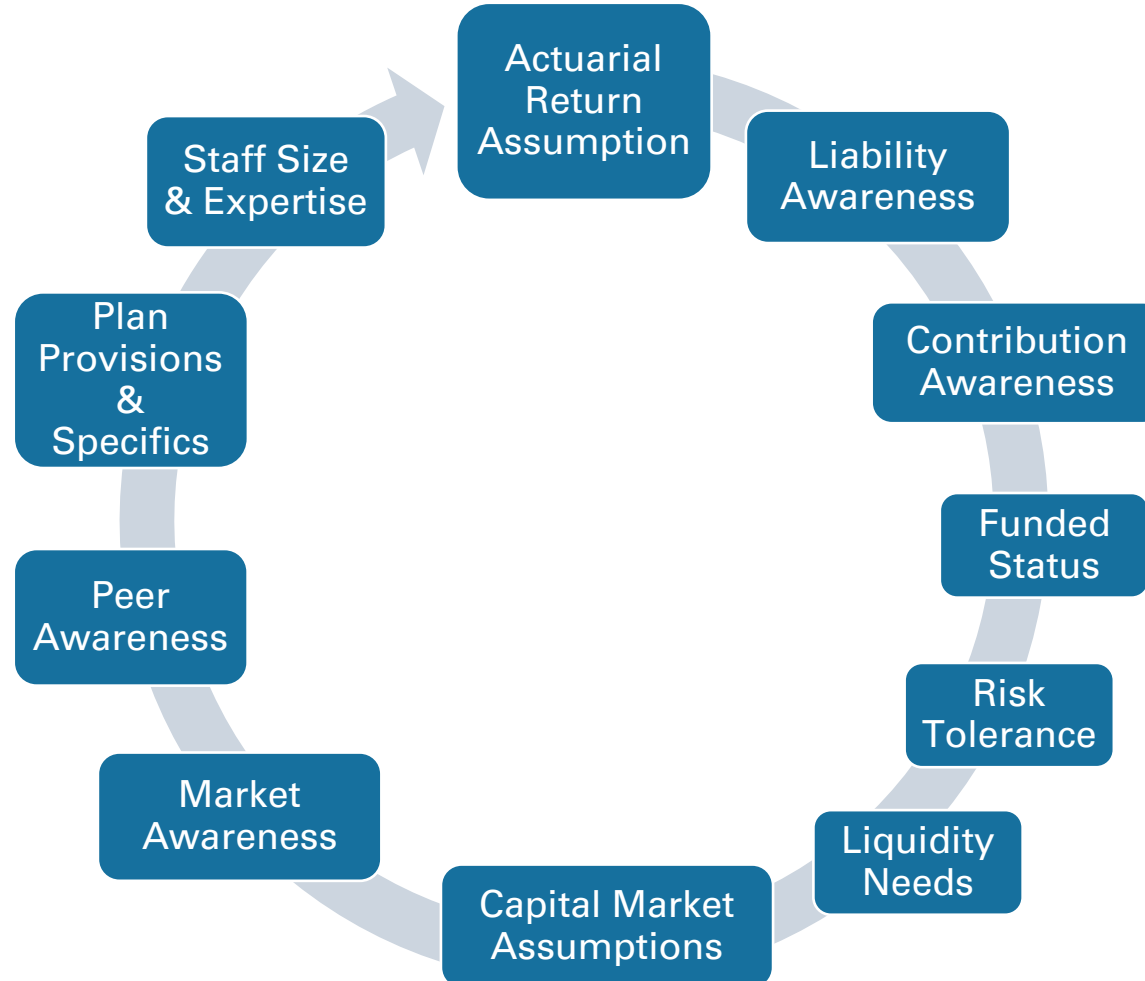 Actuarial
Return
Assumption
Liability
Awareness
Contribution
Awareness
Funded
Status
Risk
Tolerance
Liquidity
Needs
Capital Market
Assumptions
Market
Awareness
Peer
Awareness
Plan
Provisions
&
Specifics
Staff Size
& Expertise